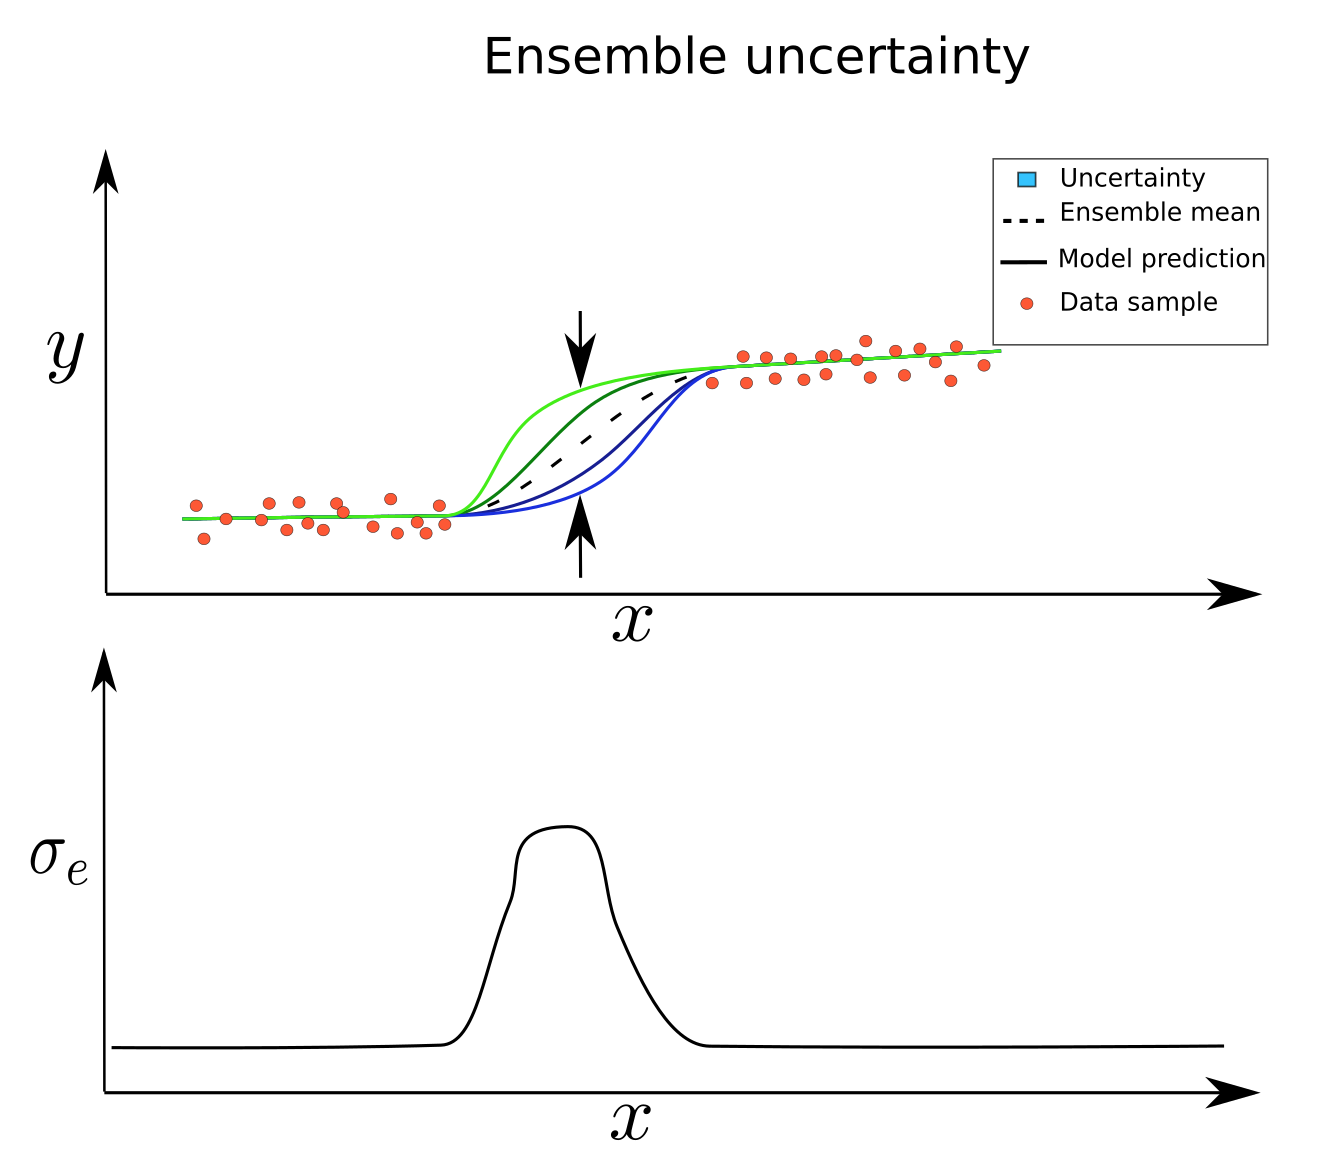 Ensemble uncertainty
Uncertainty
Ensemble mean
Model prediction
Data sample
y
x
σe
x